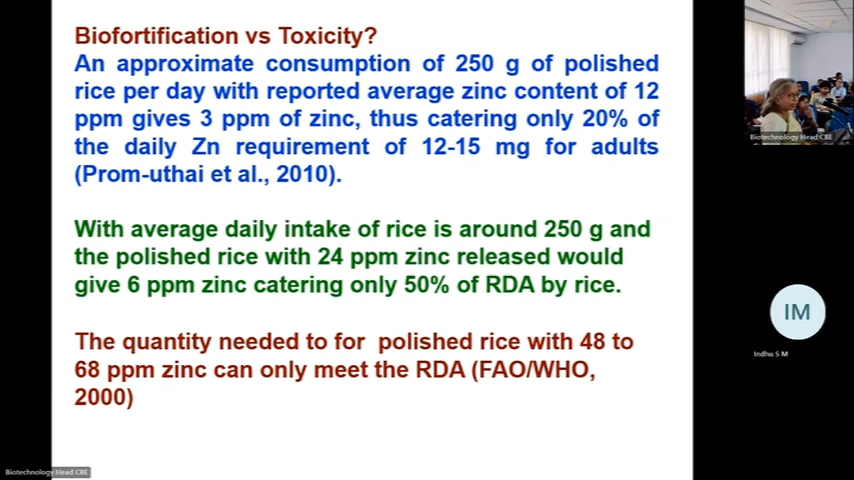 Biofortification vs Toxicity?
An approximate consumption of 250 g of polished
rice per day with reported average zinc content of 12
ppm gives 3 ppm of zinc, thus catering only 20% of
the daily Zn requirement of 12-15 mg for adults
(Prom-uthai et al., 2010).
With average daily intake of rice is around 250 g and
the polished rice with 24 ppm zinc released would
give 6 ppm zinc catering only 50% of RDA by rice.
The quantity needed to for polished rice with 48 to
68 ppm zinc can only meet the RDA (FAO/WHO,
2000)
Biotechnology Head CBE
IM
Indhu S M
Biotechnology Head CBE